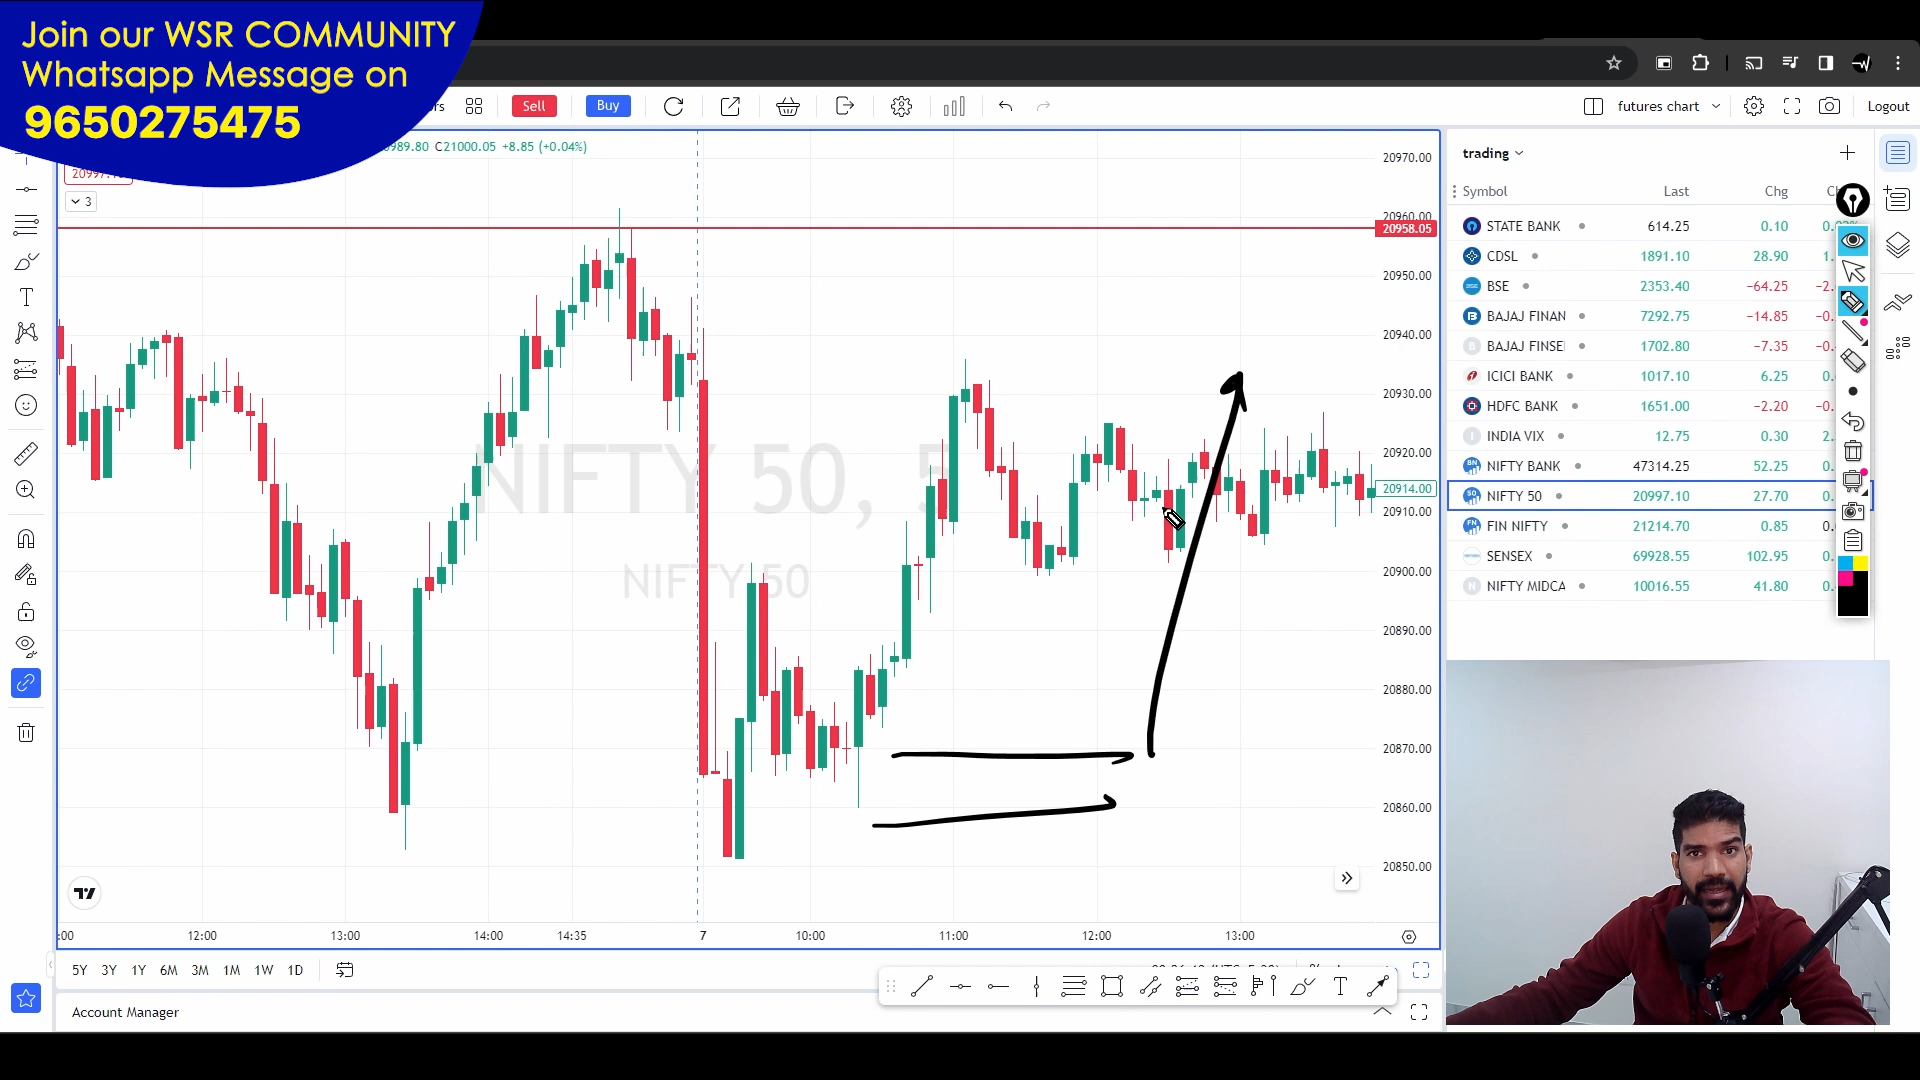 Join our WSR COMMUNITY
Whatsapp Message on
9650275475
Sell
Buy
futures chart
Logout
989.80 C21000.05 +8.85 (+0.04%)
3
NIFTY 50, 5
NIFTY 50
20970.00
20960.00
20958.05
20950.00
20940.00
20930.00
20920.00
20914.00
20910.00
20900.00
20890.00
20880.00
20870.00
20860.00
20850.00
:00 12:00 13:00 14:00 14:35 7 10:00 11:00 12:00 13:00
5Y 3Y 1Y 6M 3M 1M 1W 1D
Account Manager
trading
Symbol Last Chg
STATE BANK 614.25 0.10
CDSL 1891.10 28.90
BSE 2353.40 −64.25
BAJAJ FINAN 7292.75 −14.85
BAJAJ FINSE 1702.80 −7.35
ICICI BANK 1017.10 6.25
HDFC BANK 1651.00 −2.20
INDIA VIX 12.75 0.30
NIFTY BANK 47314.25 52.25
NIFTY 50 20997.10 27.70
FIN NIFTY 21214.70 0.85
SENSEX 69928.55 102.95
NIFTY MIDCA 10016.55 41.80